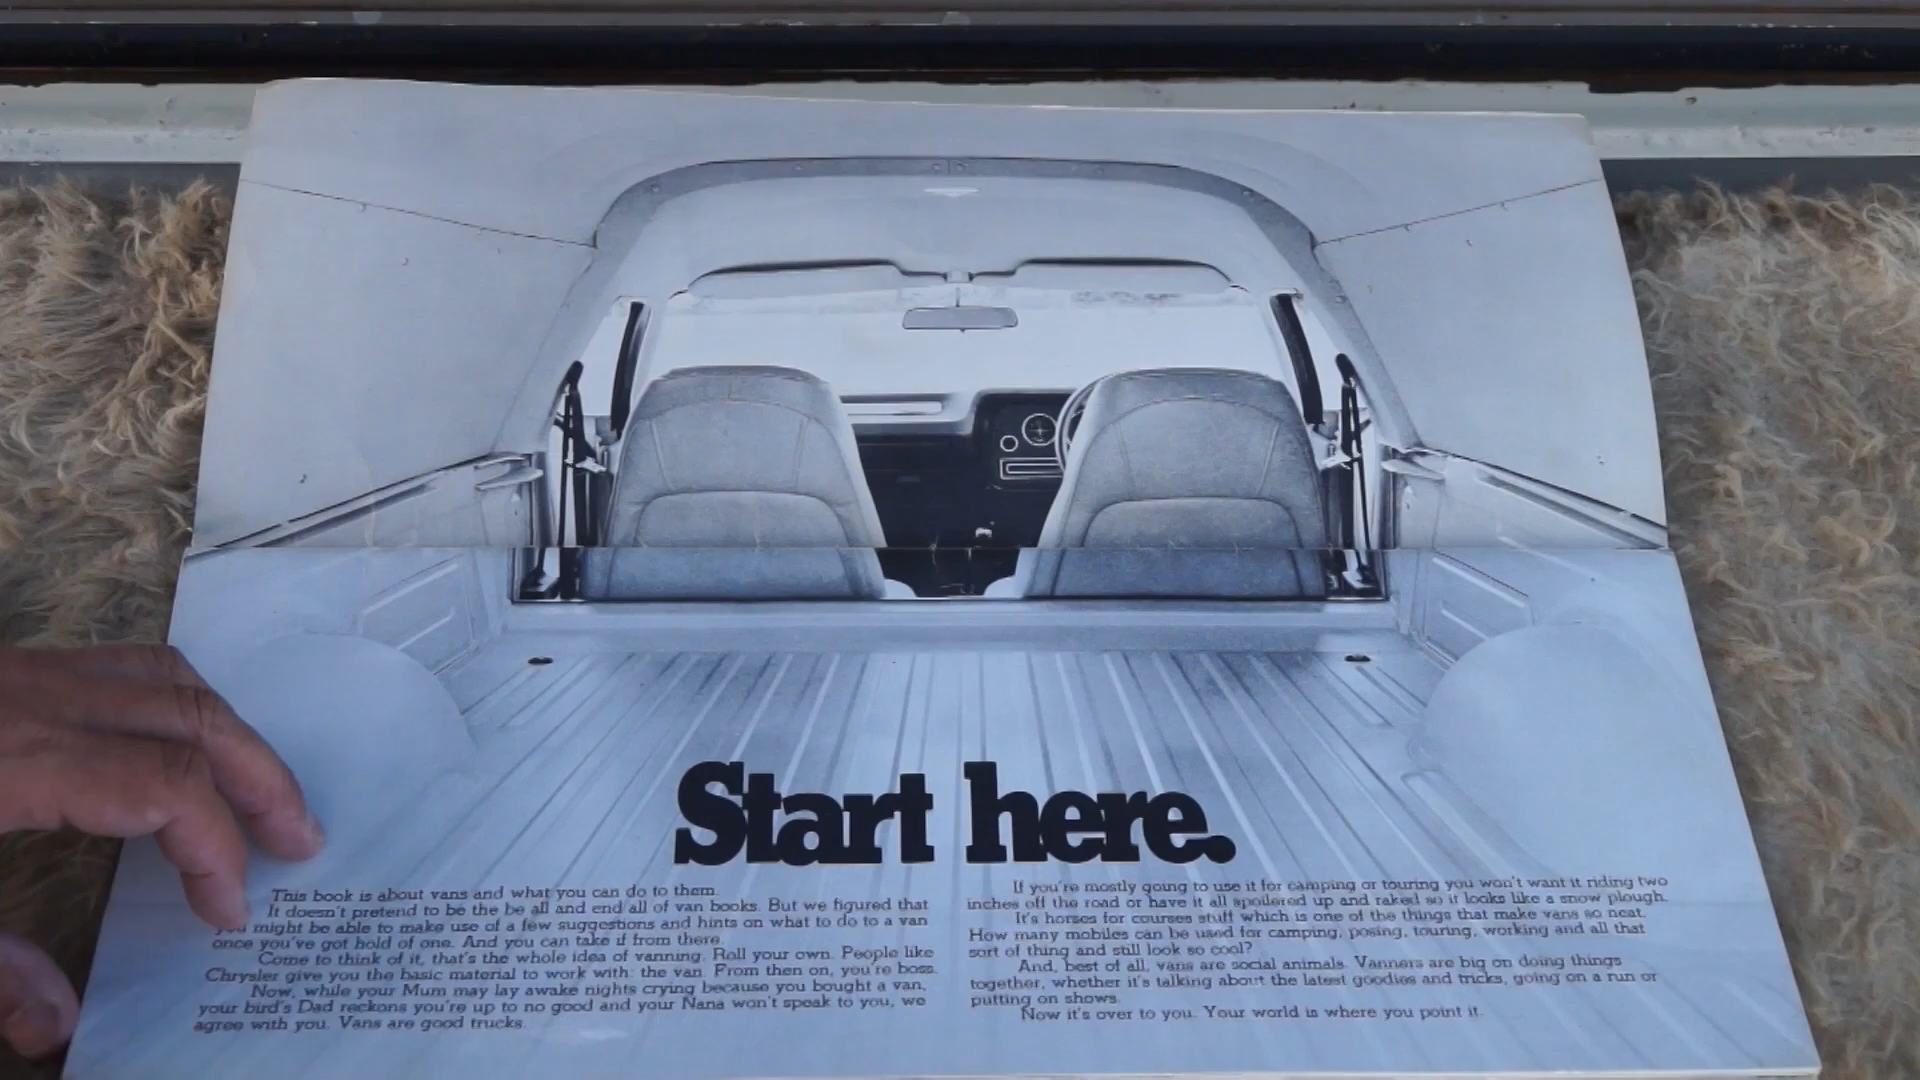 Start here.
This book is about vans and what you can do to them.
It doesn't pretend to be the be all and end all of van books. But we figured that
you might be able to make use of a few suggestions and hints on what to do to a van
once you've got hold of one. And you can take if from there.
Come to think of it, that's the whole idea of vanning. Roll your own. People like
Chrysler give you the basic material to work with: the van. From then on, you're boss.
Now, while your Mum may lay awake nights crying because you bought a van,
your bird's Dad reckons you're up to no good and your Nana won't speak to you, we
agree with you. Vans are good trucks.
If you're mostly going to use it for camping or touring you won't want it riding two
inches off the road or have it all spoilered up and raked so it looks like a snow plough.
It's horses for courses stuff which is one of the things that make vans so neat.
How many mobiles can be used for camping, posing, touring, working and all that
sort of thing and still look so cool?
And, best of all, vans are social animals. Vanners are big on doing things
together, whether it's talking about the latest goodies and tricks, going on a run or
putting on shows.
Now it's over to you. Your world is where you point it.